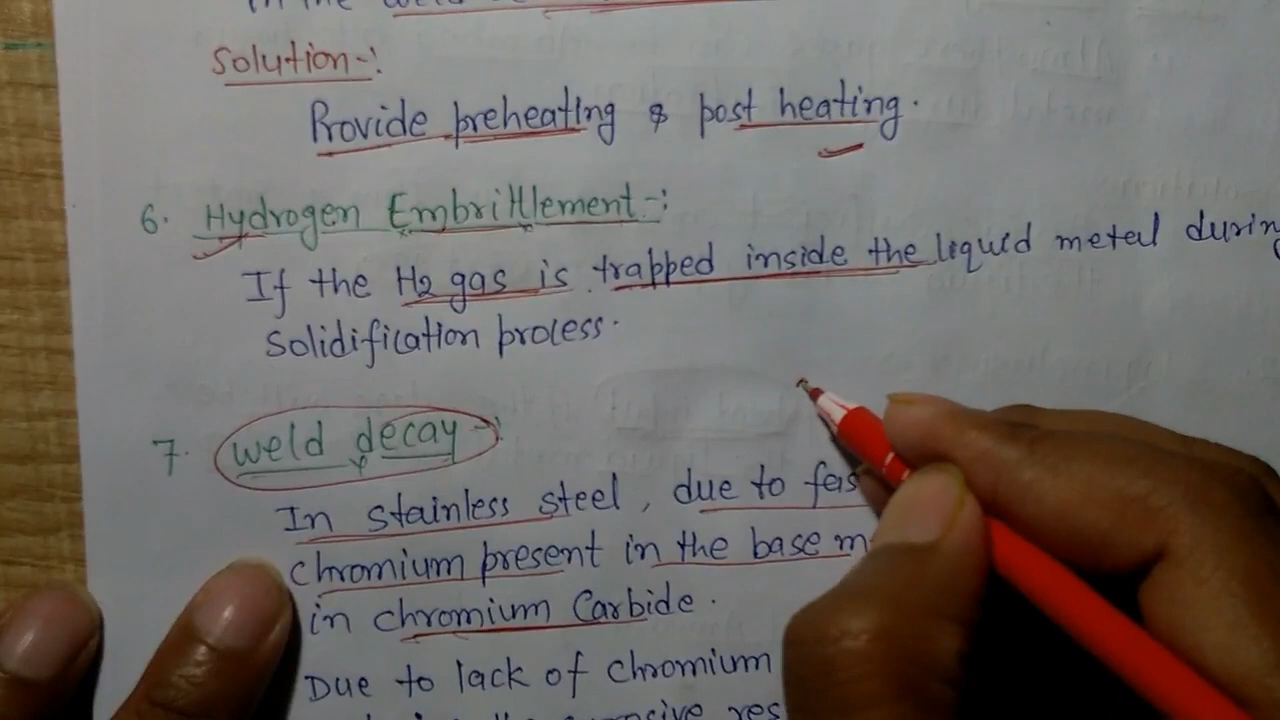 in the
Solution-:
Provide preheating & post heating.
6. Hydrogen Embrittlement-:
If the H2 gas is trapped inside the liquid metal durin
Solidification process.
7. weld decay-:
In stainless steel, due to
chromium present in the base
in chromium Carbide.
Due to lack of chromium